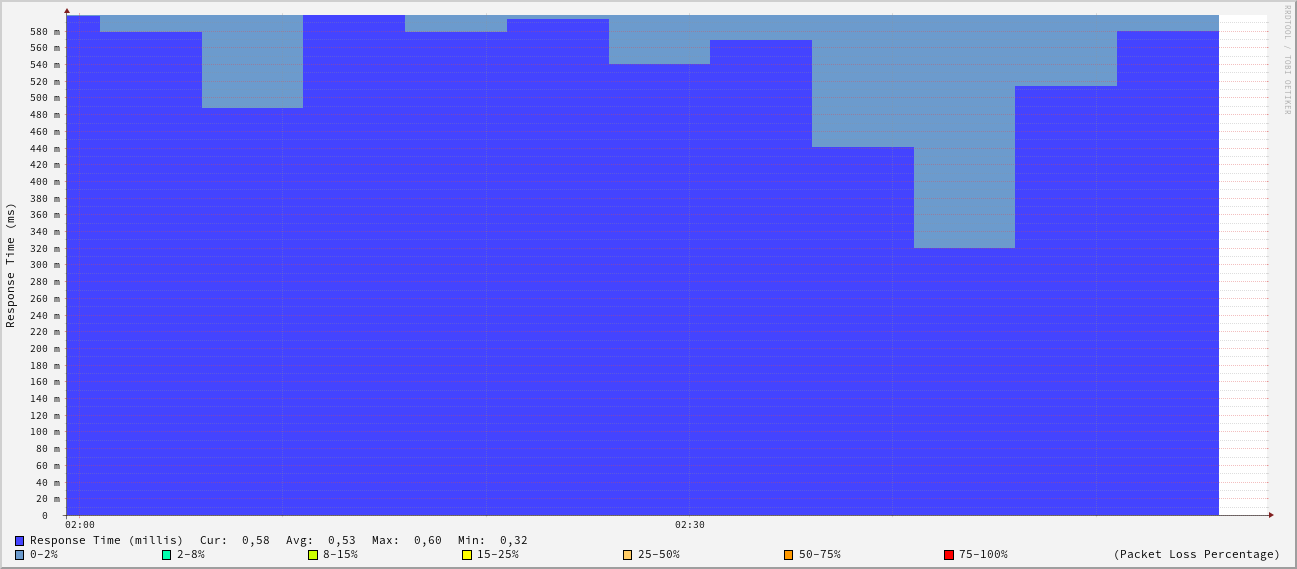 RRDTOOL / TOBI OETIKER
Response Time (ms)
580 m
560 m
540 m
520 m
500 m
480 m
460 m
440 m
420 m
400 m
380 m
360 m
340 m
320 m
300 m
280 m
260 m
240 m
220 m
200 m
180 m
160 m
140 m
120 m
100 m
80 m
60 m
40 m
20 m
0
02:00 02:30
Response Time (millis) Cur: 0,58 Avg: 0,53 Max: 0,60 Min: 0,32
0-2% 2-8% 8-15% 15-25% 25-50% 50-75% 75-100% (Packet Loss Percentage)